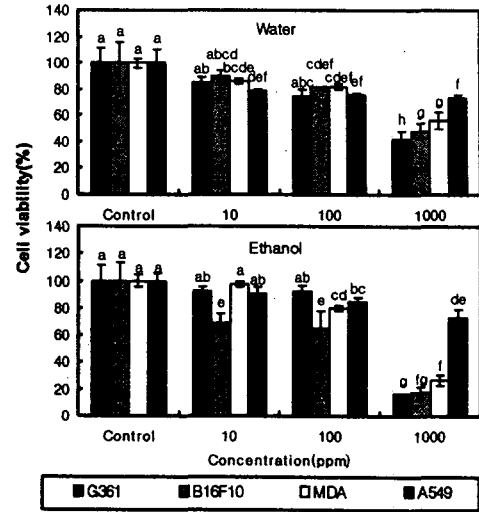 Cell viability(%)
140
120
100
80
60
40
20
0
Water
a a a a
ab abcd bcde def
abc cdef cdef ef
h g g f
Control 10 100 1000
140
120
100
80
60
40
20
0
Ethanol
a a a a
ab e a ab
ab e cd bc
g fg f de
Control 10 100 1000
Concentration(ppm)
G361 B16F10 MDA A549